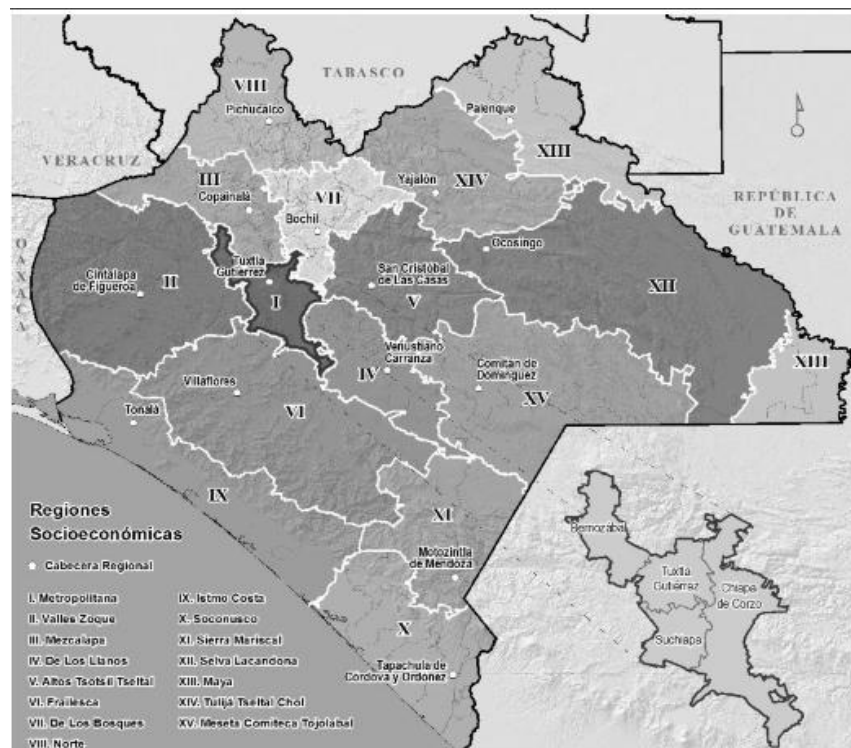 TABASCO
VIII
Pichucalco
Palenque
VERACRUZ
XIII
III
Copainalá
VII
Yajalón
XIV
REPÚBLICA
DE
GUATEMALA
Bochil
OAXACA
Ocosingo
Tuxtla
Gutiérrez
San Cristóbal
de Las Casas
Cintalapa
de Figueroa
II
I
V
XII
Venustiano
Carranza
IV
Comitán de
Domínguez
XIII
Villaflores
XV
VI
Tonalá
IX
XI
Motozintla
de Mendoza
X
Tapachula de
Córdova y Ordóñez
Berriozábal
Tuxtla
Gutiérrez
Chiapa
de Corzo
Suchiapa
Regiones
Socioeconómicas
Cabecera Regional
I. Metropolitana
II. Valles Zoque
III. Mezcalapa
IV. De Los Llanos
V. Altos Tsotsil Tseltal
VI. Frailesca
VII. De Los Bosques
VIII. Norte
IX. Istmo Costa
X. Soconusco
XI. Sierra Mariscal
XII. Selva Lacandona
XIII. Maya
XIV. Tulijá Tseltal Chol
XV. Meseta Comiteca Tojolabal